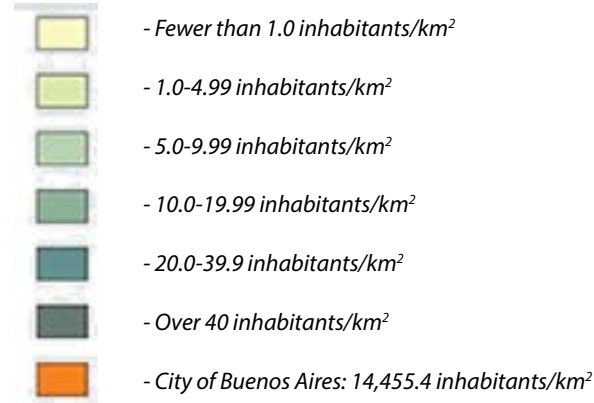 - Fewer than 1.0 inhabitants/km²
- 1.0-4.99 inhabitants/km²
- 5.0-9.99 inhabitants/km²
- 10.0-19.99 inhabitants/km²
- 20.0-39.9 inhabitants/km²
- Over 40 inhabitants/km²
- City of Buenos Aires: 14,455.4 inhabitants/km²